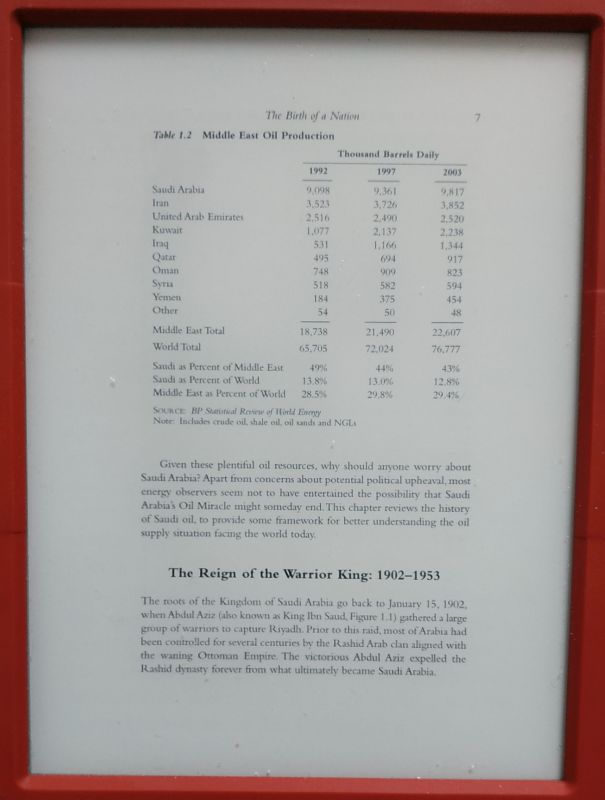 The Birth of a Nation 7
Table 1.2 Middle East Oil Production
Thousand Barrels Daily
1992 1997 2003
Saudi Arabia 9,098 9,361 9,817
Iran 3,523 3,726 3,852
United Arab Emirates 2,516 2,490 2,520
Kuwait 1,077 2,137 2,238
Iraq 531 1,166 1,344
Qatar 495 694 917
Oman 748 909 823
Syria 518 582 594
Yemen 184 375 454
Other 54 50 48
Middle East Total 18,738 21,490 22,607
World Total 65,705 72,024 76,777
Saudi as Percent of Middle East 49% 44% 43%
Saudi as Percent of World 13.8% 13.0% 12.8%
Middle East as Percent of World 28.5% 29.8% 29.4%
SOURCE: BP Statistical Review of World Energy
Note: Includes crude oil, shale oil, oil sands and NGLs
Given these plentiful oil resources, why should anyone worry about
Saudi Arabia? Apart from concerns about potential political upheaval, most
energy observers seem not to have entertained the possibility that Saudi
Arabia's Oil Miracle might someday end. This chapter reviews the history
of Saudi oil, to provide some framework for better understanding the oil
supply situation facing the world today.
The Reign of the Warrior King: 1902–1953
The roots of the Kingdom of Saudi Arabia go back to January 15, 1902,
when Abdul Aziz (also known as King Ibn Saud, Figure 1.1) gathered a large
group of warriors to capture Riyadh. Prior to this raid, most of Arabia had
been controlled for several centuries by the Rashid Arab clan aligned with
the waning Ottoman Empire. The victorious Abdul Aziz expelled the
Rashid dynasty forever from what ultimately became Saudi Arabia.